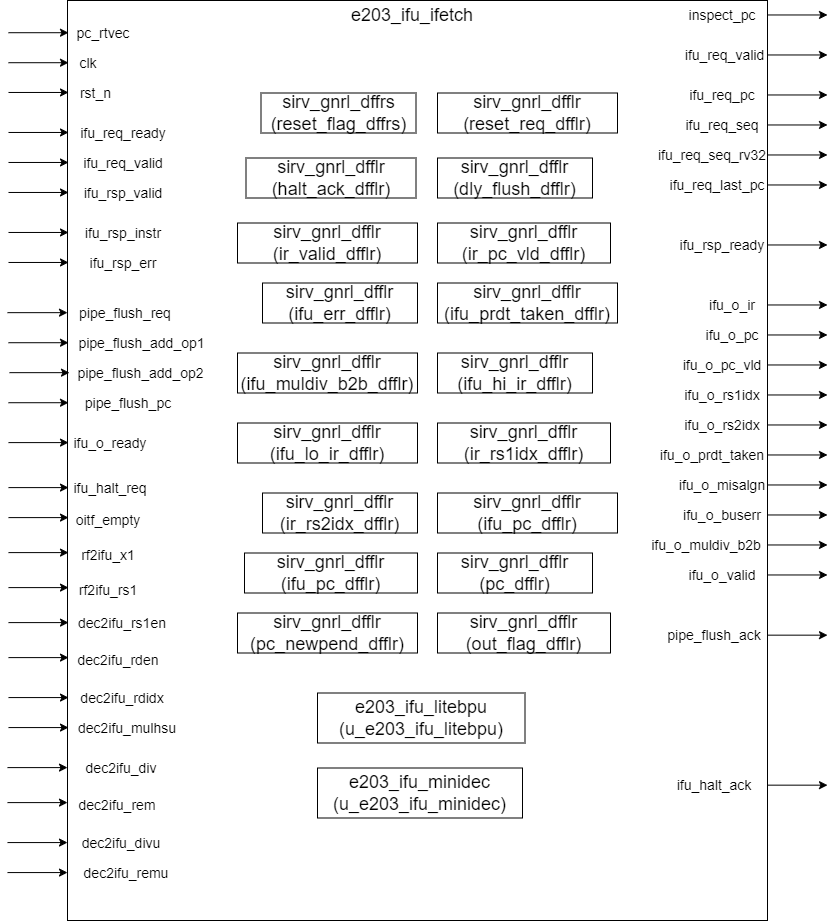 e203_ifu_ifetch
pc_rtvec
clk
rst_n
ifu_req_ready
ifu_req_valid
ifu_rsp_valid
ifu_rsp_instr
ifu_rsp_err
pipe_flush_req
pipe_flush_add_op1
pipe_flush_add_op2
pipe_flush_pc
ifu_o_ready
ifu_halt_req
oitf_empty
rf2ifu_x1
rf2ifu_rs1
dec2ifu_rs1en
dec2ifu_rden
dec2ifu_rdidx
dec2ifu_mulhsu
dec2ifu_div
dec2ifu_rem
dec2ifu_divu
dec2ifu_remu
sirv_gnrl_dffrs
(reset_flag_dffrs)
sirv_gnrl_dfflr
(reset_req_dfflr)
sirv_gnrl_dfflr
(halt_ack_dfflr)
sirv_gnrl_dfflr
(dly_flush_dfflr)
sirv_gnrl_dfflr
(ir_valid_dfflr)
sirv_gnrl_dfflr
(ir_pc_vld_dfflr)
sirv_gnrl_dfflr
(ifu_err_dfflr)
sirv_gnrl_dfflr
(ifu_prdt_taken_dfflr)
sirv_gnrl_dfflr
(ifu_muldiv_b2b_dfflr)
sirv_gnrl_dfflr
(ifu_hi_ir_dfflr)
sirv_gnrl_dfflr
(ifu_lo_ir_dfflr)
sirv_gnrl_dfflr
(ir_rs1idx_dfflr)
sirv_gnrl_dfflr
(ir_rs2idx_dfflr)
sirv_gnrl_dfflr
(ifu_pc_dfflr)
sirv_gnrl_dfflr
(ifu_pc_dfflr)
sirv_gnrl_dfflr
(pc_dfflr)
sirv_gnrl_dfflr
(pc_newpend_dfflr)
sirv_gnrl_dfflr
(out_flag_dfflr)
e203_ifu_litebpu
(u_e203_ifu_litebpu)
e203_ifu_minidec
(u_e203_ifu_minidec)
inspect_pc
ifu_req_valid
ifu_req_pc
ifu_req_seq
ifu_req_seq_rv32
ifu_req_last_pc
ifu_rsp_ready
ifu_o_ir
ifu_o_pc
ifu_o_pc_vld
ifu_o_rs1idx
ifu_o_rs2idx
ifu_o_prdt_taken
ifu_o_misalgn
ifu_o_buserr
ifu_o_muldiv_b2b
ifu_o_valid
pipe_flush_ack
ifu_halt_ack